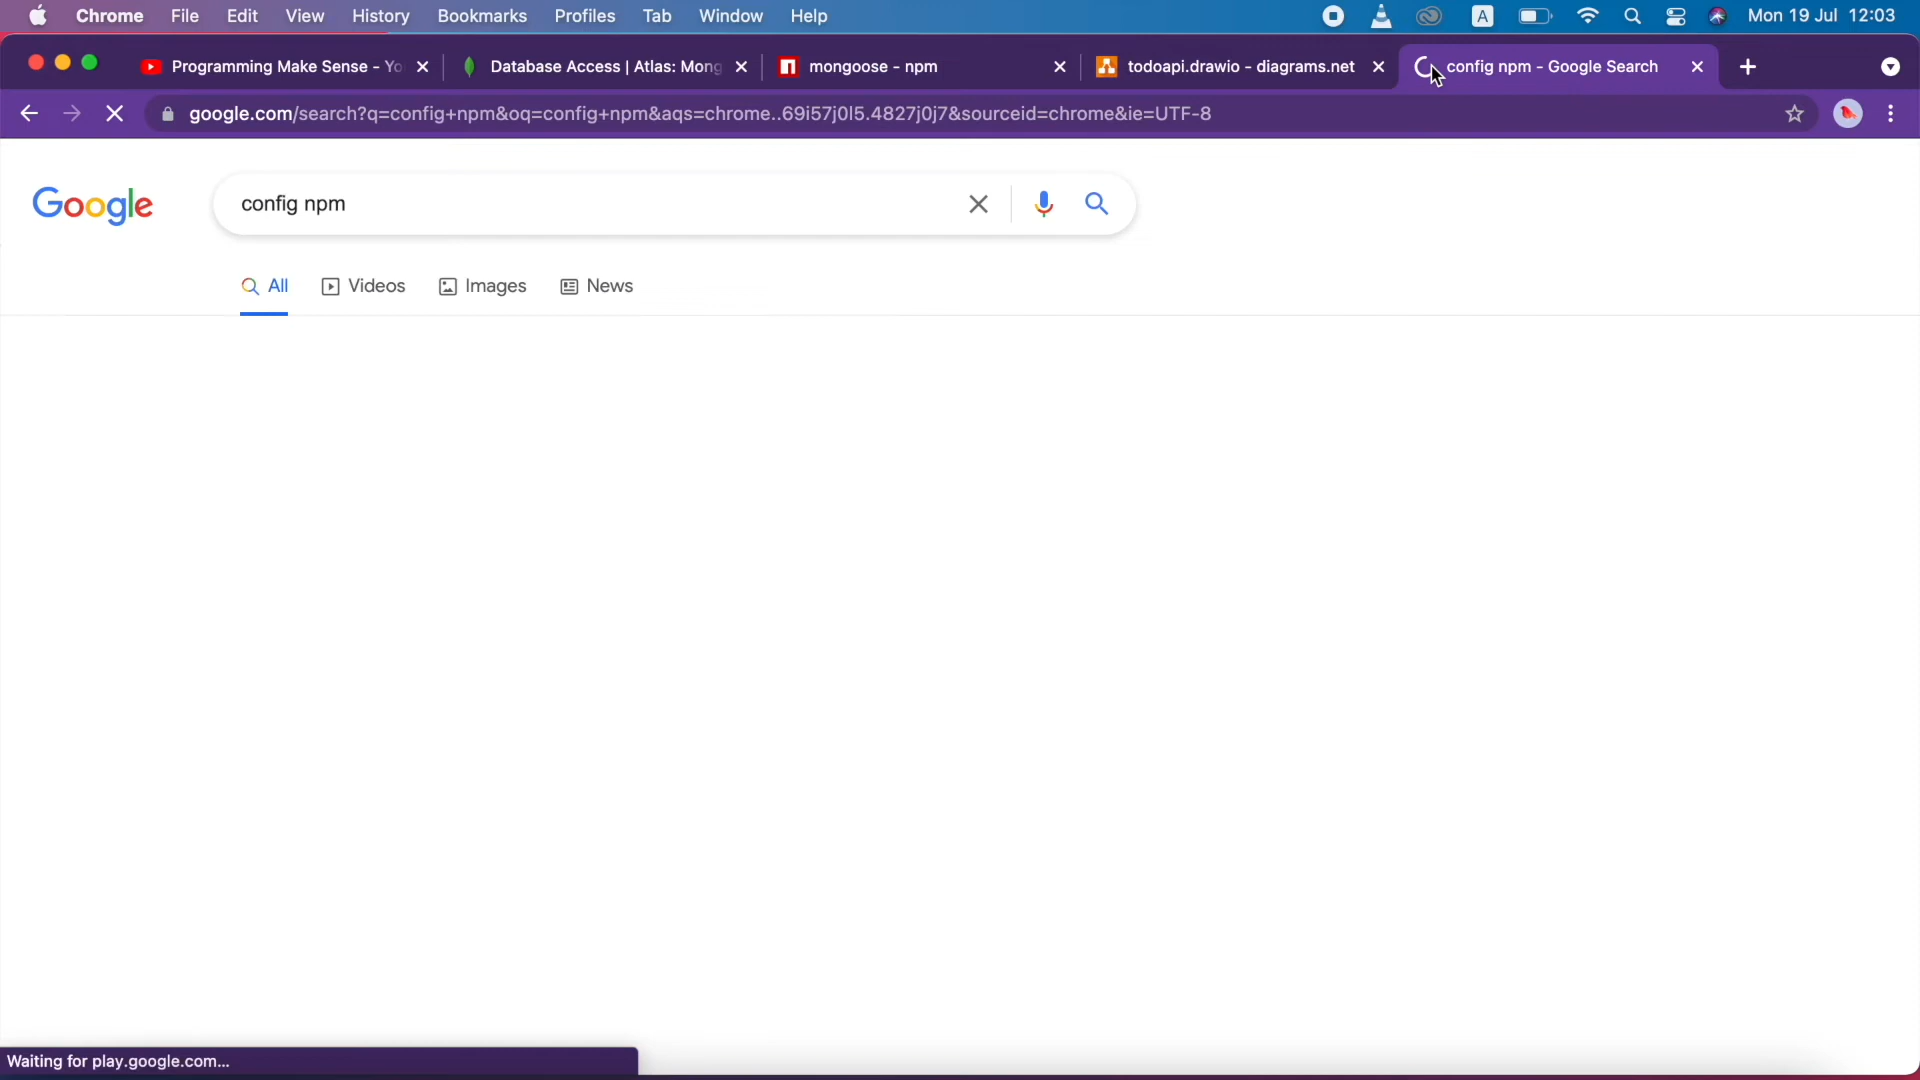 Chrome File Edit View History Bookmarks Profiles Tab Window Help A Mon 19 Jul 12:03
Programming Make Sense - Yo Database Access | Atlas: Mong mongoose - npm todoapi.drawio - diagrams.net config npm - Google Search
google.com/search?q=config+npm&oq=config+npm&aqs=chrome..69i57j0l5.4827j0j7&sourceid=chrome&ie=UTF-8
Google config npm
All Videos Images News
Waiting for play.google.com...